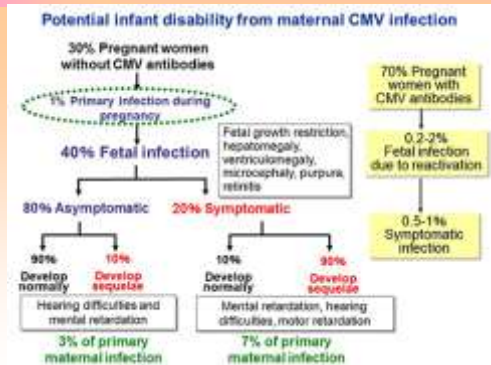 Potential infant disability from maternal CMV infection
30% Pregnant women
without CMV antibodies
1% Primary infection during
pregnancy
40% Fetal infection
Fetal growth restriction,
hepatomegaly,
ventriculomegaly,
microcephaly, purpura,
retinitis
80% Asymptomatic
20% Symptomatic
90%
Develop
normally
10%
Develop
sequelae
10%
Develop
normally
90%
Develop
sequelae
Hearing difficulties and
mental retardation
Mental retardation, hearing
difficulties, motor retardation
3% of primary
maternal infection
7% of primary
maternal infection
70% Pregnant
women with
CMV antibodies
0.2-2%
Fetal infection
due to reactivation
0.5-1%
Symptomatic
infection